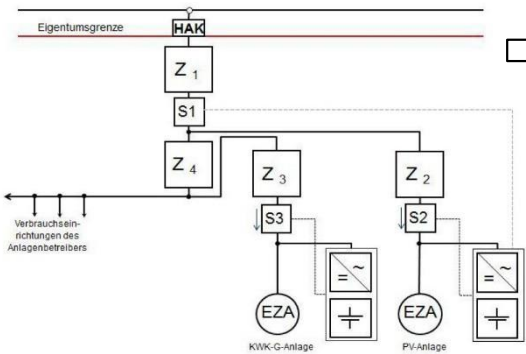 Eigentumsgrenze
HAK
Z 1
S1
Z 4
Z 3
Z 2
S3
S2
Verbrauchsein-
richtungen des
Anlagenbetreibers
EZA
EZA
KWK-G-Anlage
PV-Anlage